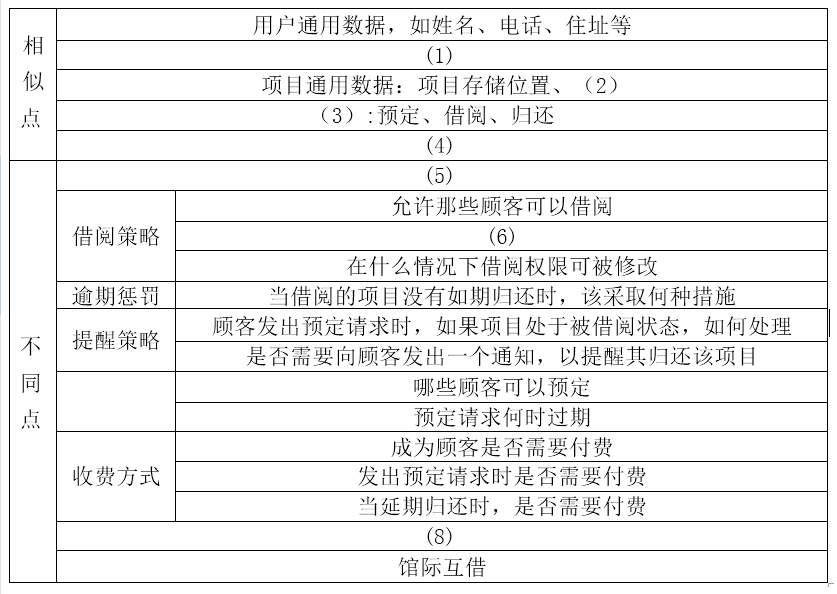 相似点
用户通用数据，如姓名、电话、住址等
(1)
项目通用数据：项目存储位置、（2）
（3）:预定、借阅、归还
(4)
不同点
(5)
借阅策略
允许那些顾客可以借阅
(6)
在什么情况下借阅权限可被修改
逾期惩罚
当借阅的项目没有如期归还时，该采取何种措施
提醒策略
顾客发出预定请求时，如果项目处于被借阅状态，如何处理
是否需要向顾客发出一个通知，以提醒其归还该项目
哪些顾客可以预定
预定请求何时过期
收费方式
成为顾客是否需要付费
发出预定请求时是否需要付费
当延期归还时，是否需要付费
(8)
馆际互借